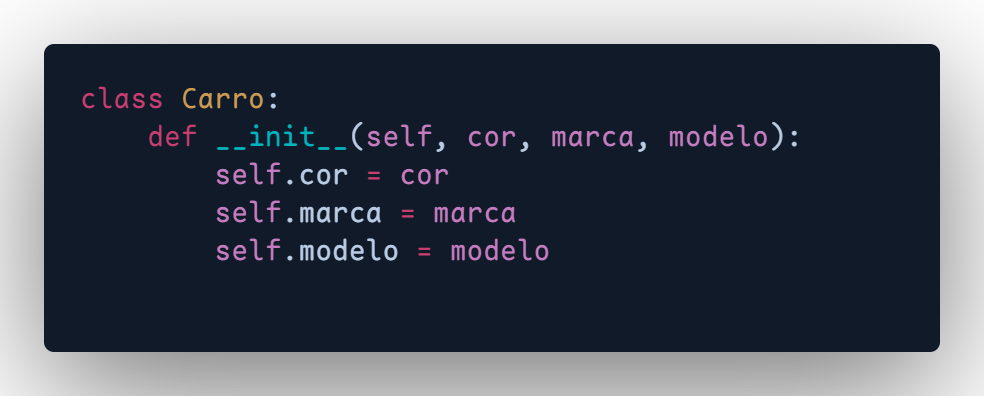 class Carro:
    def __init__(self, cor, marca, modelo):
        self.cor = cor
        self.marca = marca
        self.modelo = modelo